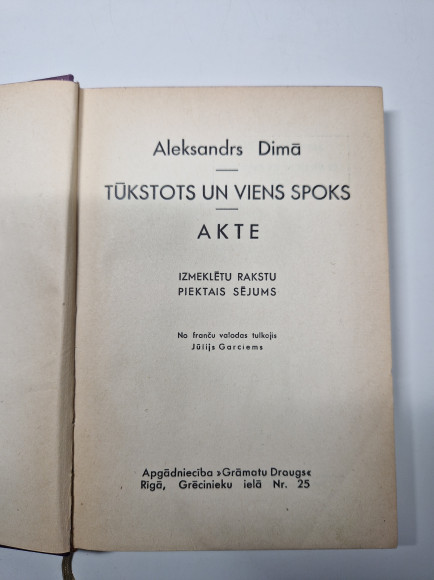 Aleksandrs Dimā
TŪKSTOTS UN VIENS SPOKS
AKTE
IZMEKLĒTU RAKSTU
PIEKTAIS SĒJUMS
No franču valodas tulkojis
Jūlijs Garciems
Apgādniecība »Grāmatu Draugs«
Rīgā, Grēcinieku ielā Nr. 25